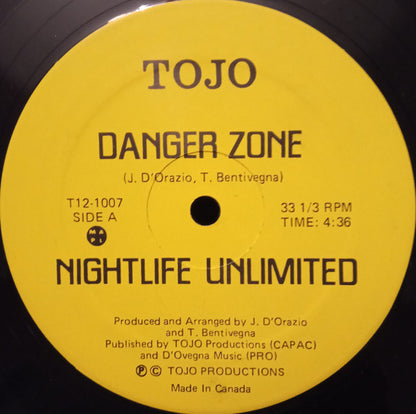 TOJO
DANGER ZONE
(J. D'Orazio, T. Bentivegna)
T12-1007
SIDE A
33 1/3 RPM
TIME: 4:36
M A P L
NIGHTLIFE UNLIMITED
Produced and Arranged by J. D'Orazio
and T. Bentivegna
Published by TOJO Productions (CAPAC)
and D'Ovegna Music (PRO)
℗ © TOJO PRODUCTIONS
Made In Canada